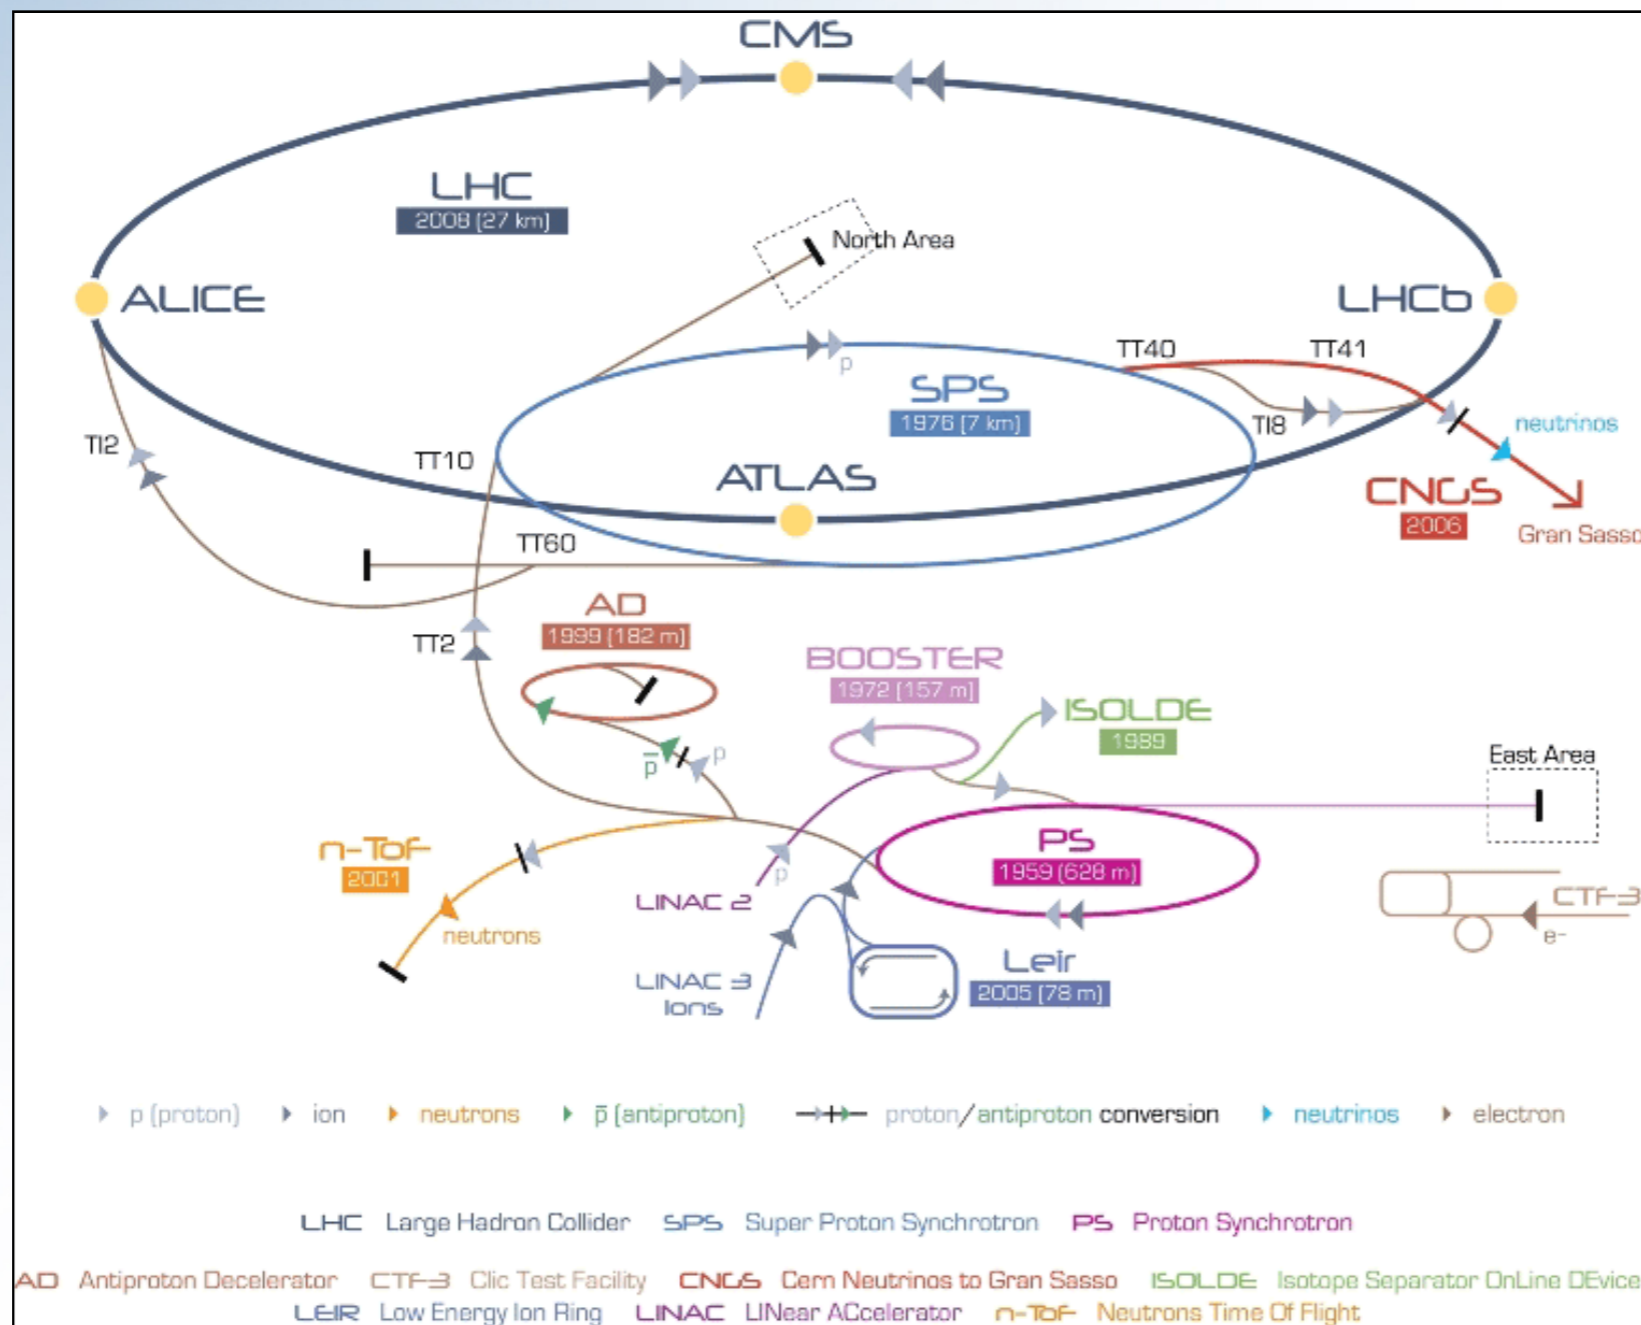 CMS
LHC
2008 (27 km)
North Area
ALICE
LHCb
TT40
TT41
p
SPS
1976 (7 km)
TI8
neutrinos
TI2
TT10
ATLAS
CNGS
2006
Gran Sasso
TT60
AD
1999 (182 m)
TT2
BOOSTER
1972 (157 m)
ISOLDE
1989
East Area
p
p̄
PS
1959 (628 m)
n-ToF
2001
p
LINAC 2
CTF-3
e-
neutrons
Leir
2005 (78 m)
LINAC 3
Ions
p (proton) ion neutrons p̄ (antiproton) proton/antiproton conversion neutrinos electron
LHC Large Hadron Collider SPS Super Proton Synchrotron PS Proton Synchrotron
AD Antiproton Decelerator CTF-3 Clic Test Facility CNGS Cern Neutrinos to Gran Sasso ISOLDE Isotope Separator OnLine DEvice
LEIR Low Energy Ion Ring LINAC LINear ACcelerator n-ToF Neutrons Time Of Flight